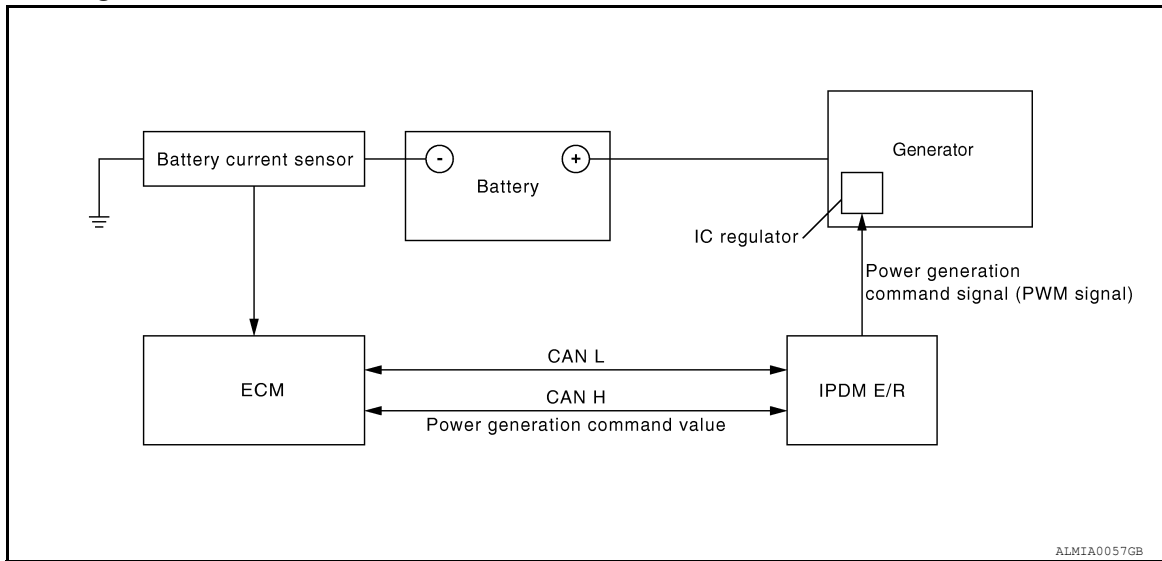 Battery current sensor
-
+
Battery
Generator
IC regulator
Power generation
command signal (PWM signal)
ECM
CAN L
CAN H
Power generation command value
IPDM E/R
ALMIA0057GB